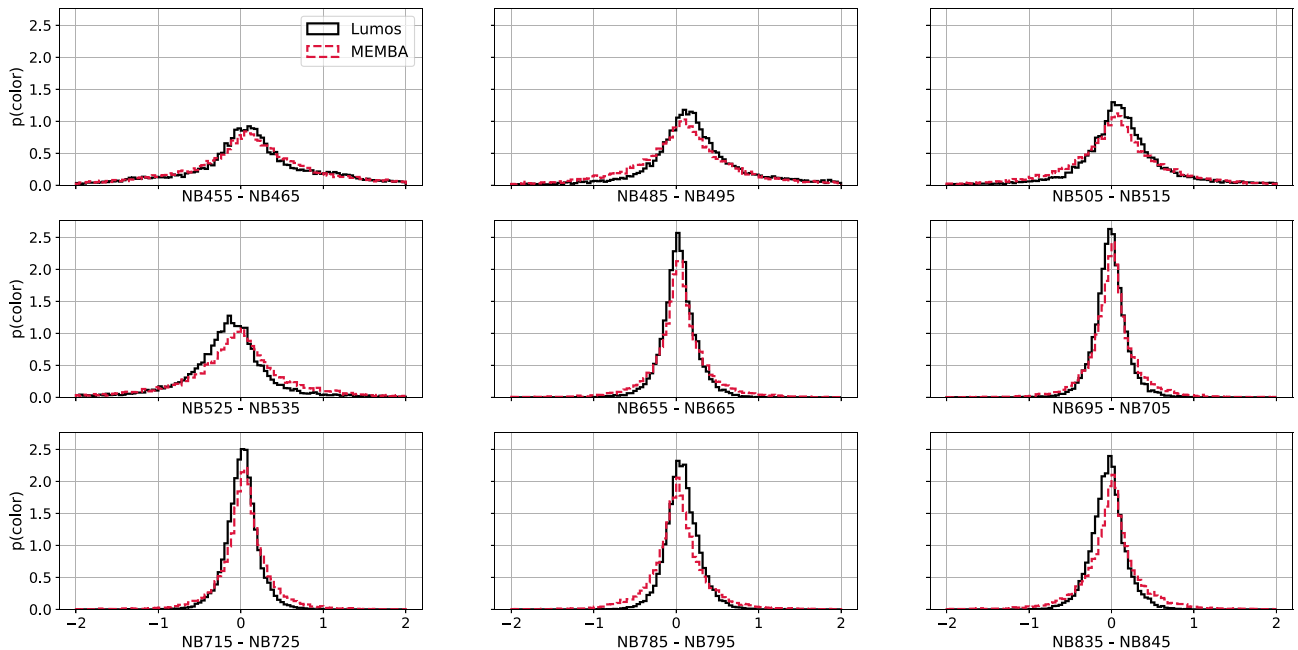 2.5
2.0
1.5
1.0
0.5
0.0
p(color)
Lumos
MEMBA
NB455 - NB465
NB485 - NB495
NB505 - NB515
2.5
2.0
1.5
1.0
0.5
0.0
p(color)
NB525 - NB535
NB655 - NB665
NB695 - NB705
2.5
2.0
1.5
1.0
0.5
0.0
p(color)
−2 −1 0 1 2
NB715 - NB725
−2 −1 0 1 2
NB785 - NB795
−2 −1 0 1 2
NB835 - NB845